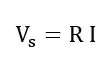 Vₛ = R I